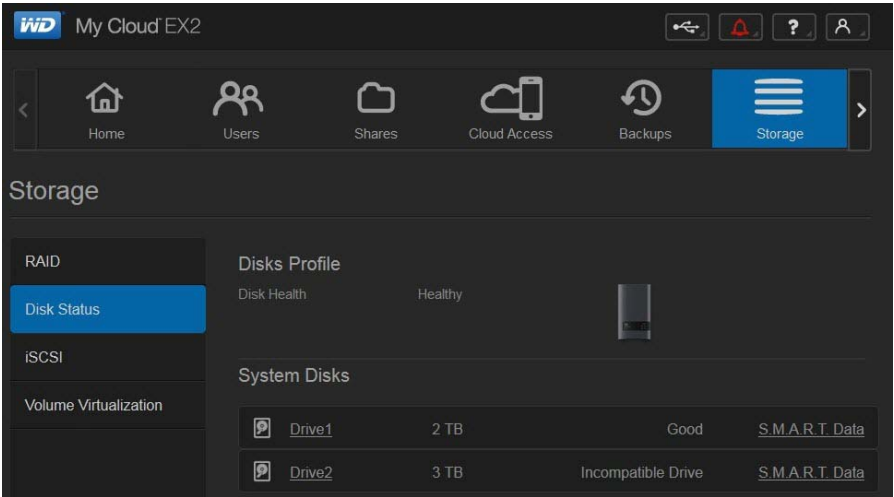 WD My Cloud EX2
?
Home Users Shares Cloud Access Backups Storage
Storage
RAID
Disk Status
iSCSI
Volume Virtualization
Disks Profile
Disk Health Healthy
System Disks
Drive1 2 TB Good S.M.A.R.T. Data
Drive2 3 TB Incompatible Drive S.M.A.R.T. Data